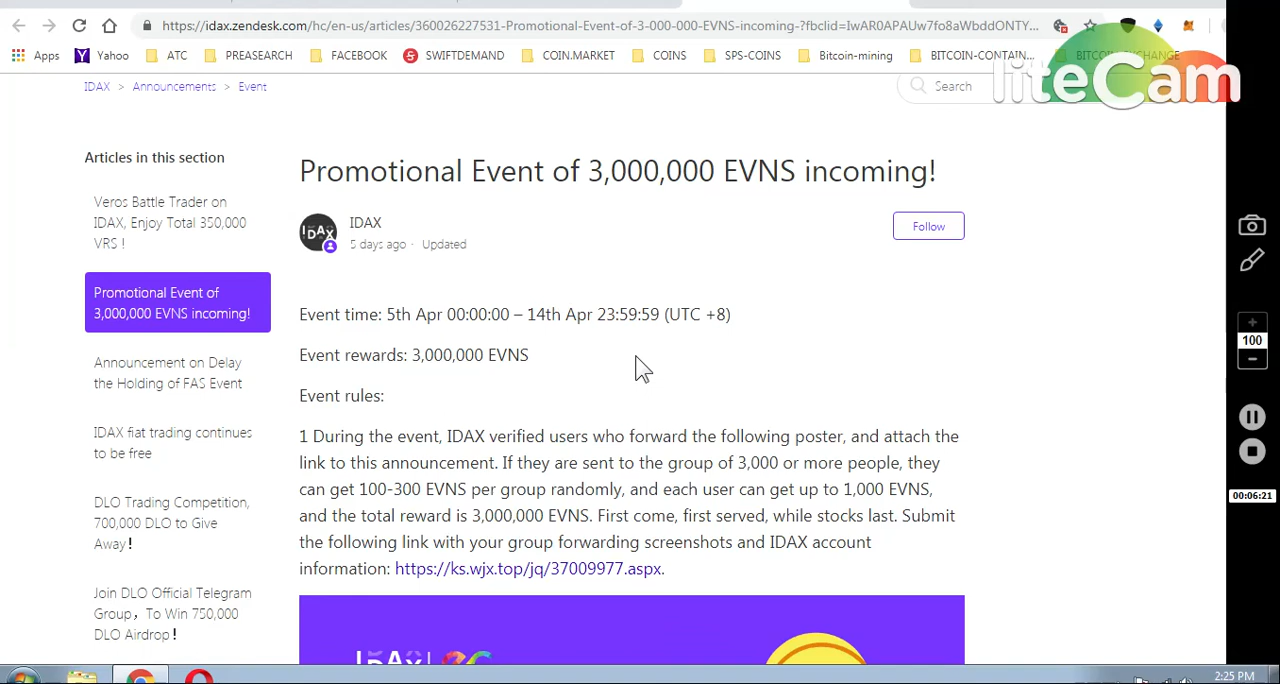 https://idax.zendesk.com/hc/en-us/articles/360026227531-Promotional-Event-of-3-000-000-EVNS-incoming-?fbclid=IwAR0APAUw7fo8aWbddONTY...
Apps Yahoo ATC PREASEARCH FACEBOOK SWIFTDEMAND COIN.MARKET COINS SPS-COINS Bitcoin-mining BITCOIN-CONTAIN... BITCOIN_EXCHANGE
liteCam
IDAX > Announcements > Event
Search
Articles in this section
Veros Battle Trader on
IDAX, Enjoy Total 350,000
VRS !
Promotional Event of
3,000,000 EVNS incoming!
Announcement on Delay
the Holding of FAS Event
IDAX fiat trading continues
to be free
DLO Trading Competition,
700,000 DLO to Give
Away!
Join DLO Official Telegram
Group，To Win 750,000
DLO Airdrop!
Promotional Event of 3,000,000 EVNS incoming!
IDAX
IDAX
5 days ago · Updated
Follow
Event time: 5th Apr 00:00:00 – 14th Apr 23:59:59 (UTC +8)
Event rewards: 3,000,000 EVNS
Event rules:
1 During the event, IDAX verified users who forward the following poster, and attach the
link to this announcement. If they are sent to the group of 3,000 or more people, they
can get 100-300 EVNS per group randomly, and each user can get up to 1,000 EVNS,
and the total reward is 3,000,000 EVNS. First come, first served, while stocks last. Submit
the following link with your group forwarding screenshots and IDAX account
information: https://ks.wjx.top/jq/37009977.aspx.
IDAX
100
00:06:21
2:25 PM